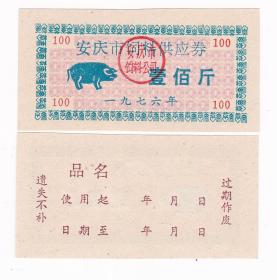 100 安庆市饲料供应券 100
壹佰斤
100 一九七六年 100
品名
使用起 年 月 日
日期至 年 月 日
遗失不补
过期作废